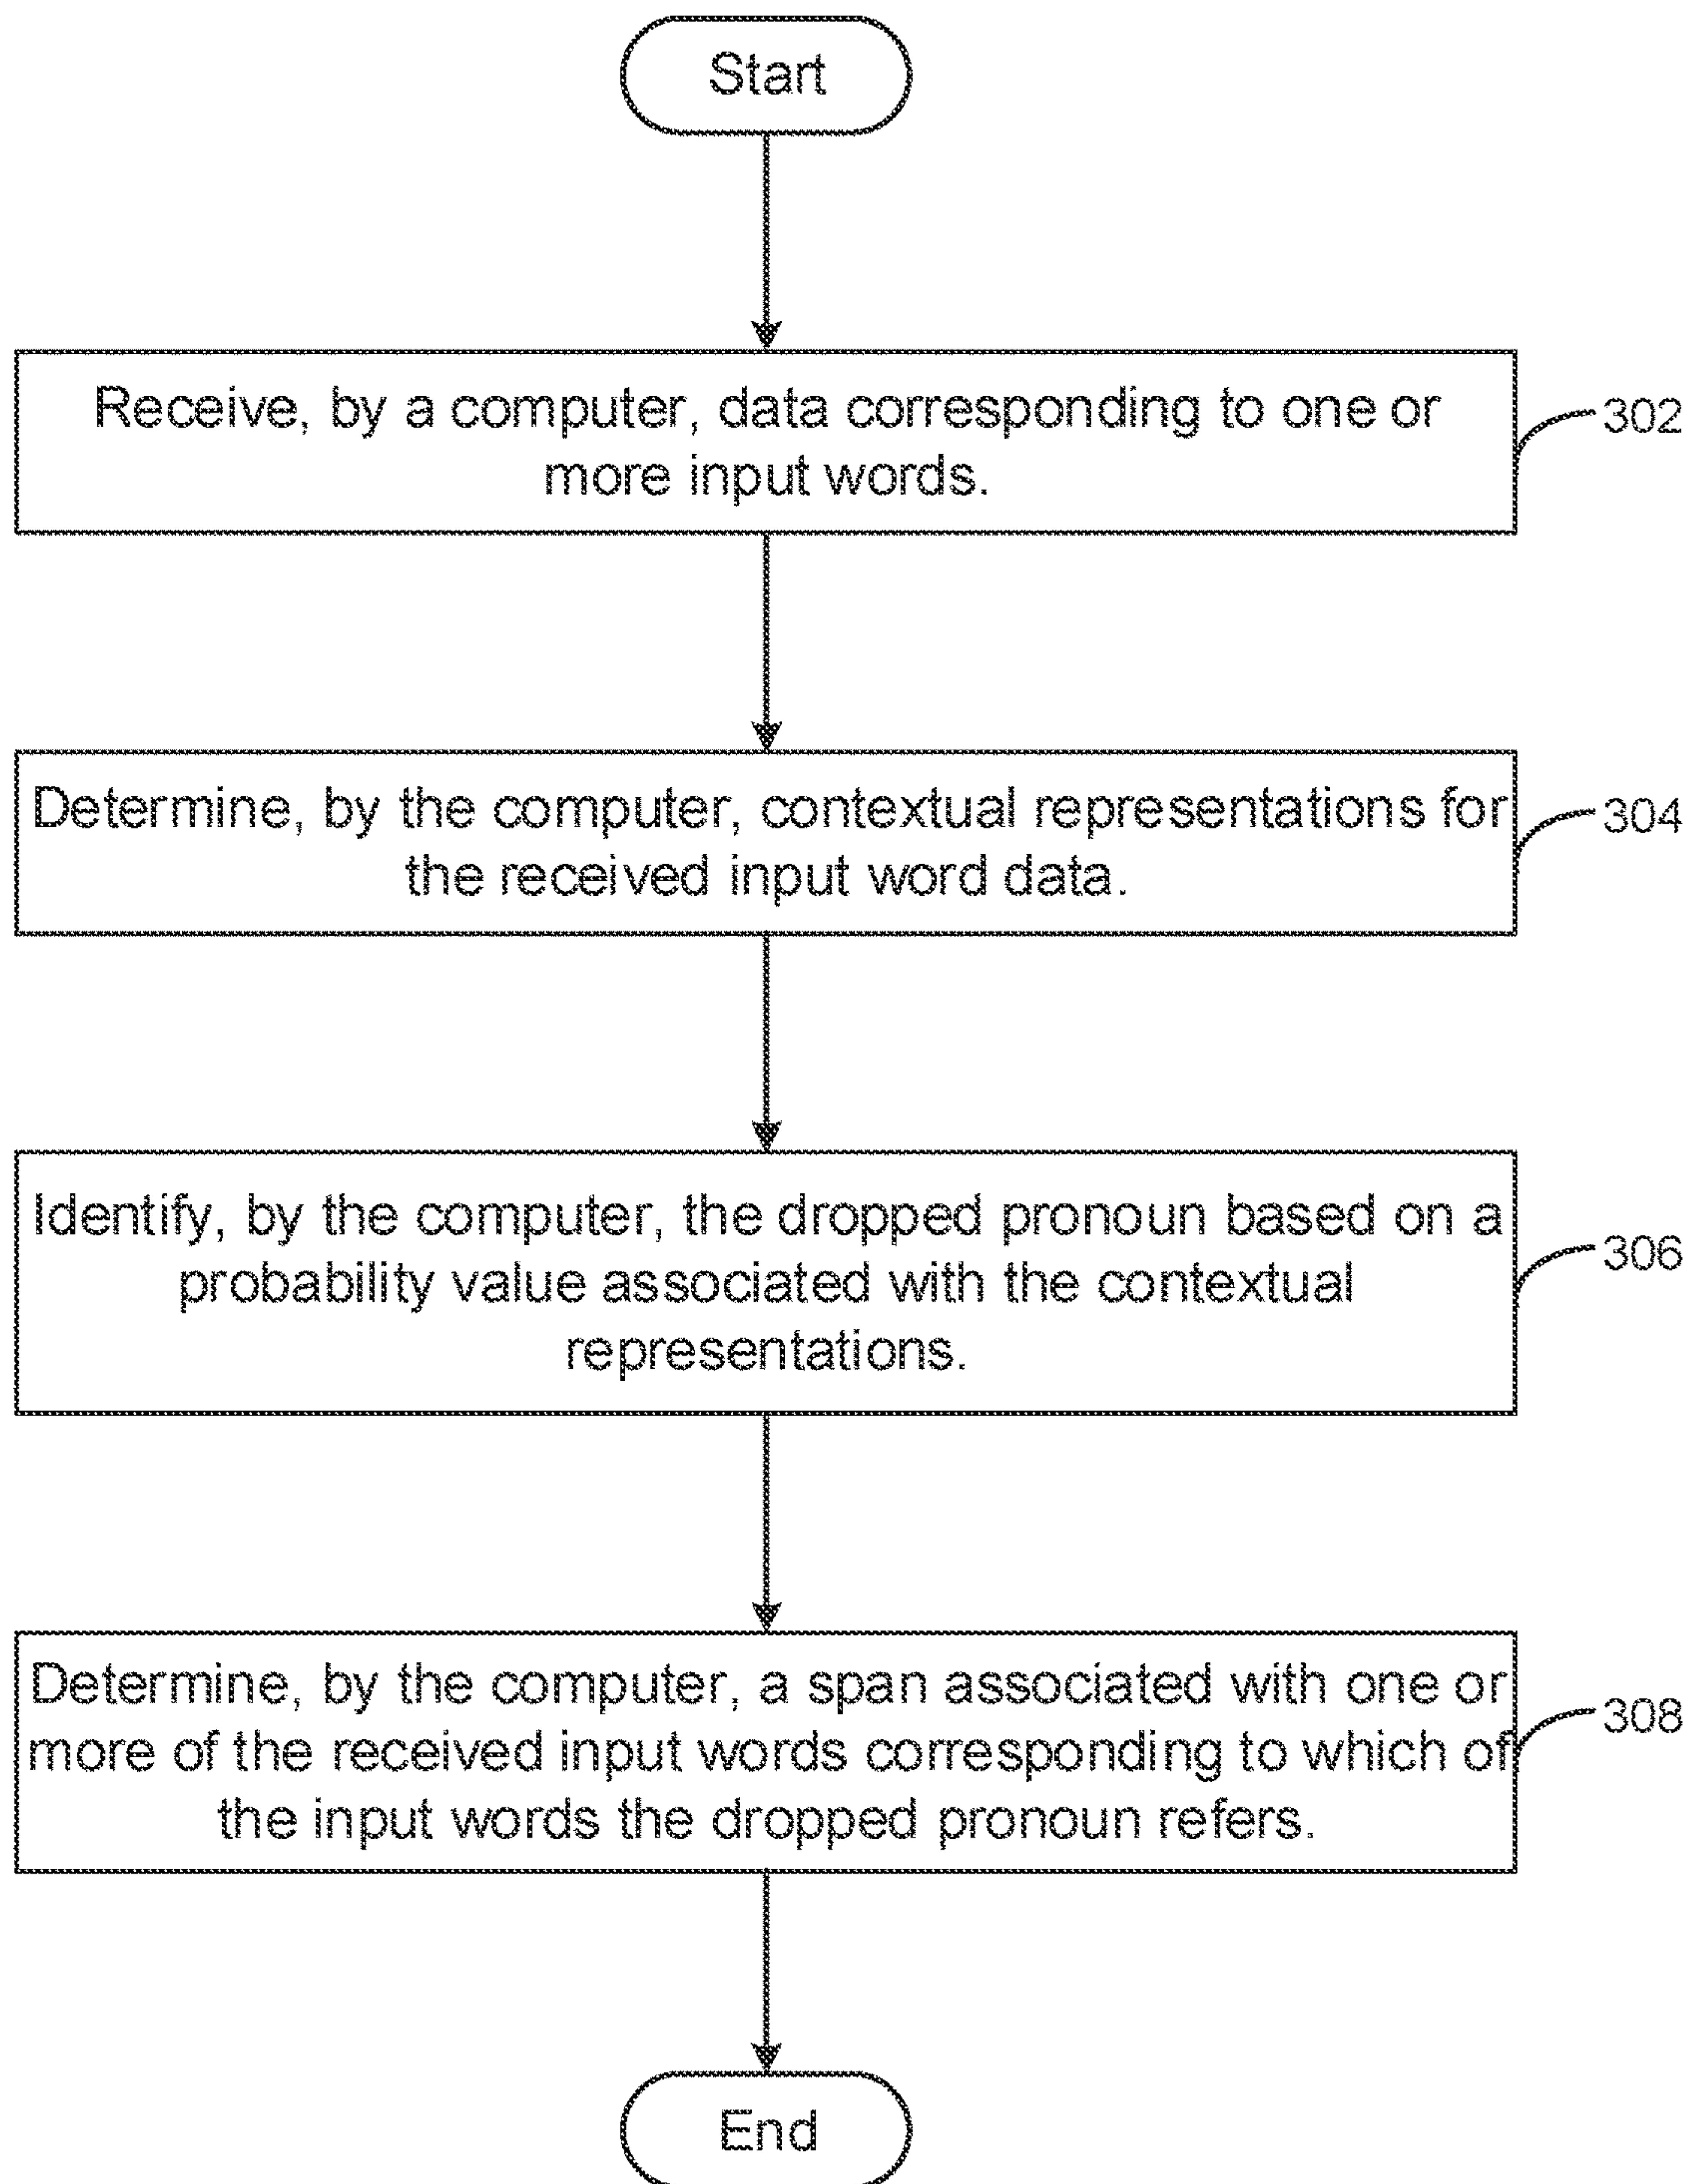 Start
Receive, by a computer, data corresponding to one or
more input words.
302
Determine, by the computer, contextual representations for
the received input word data.
304
Identify, by the computer, the dropped pronoun based on a
probability value associated with the contextual
representations.
306
Determine, by the computer, a span associated with one or
more of the received input words corresponding to which of
the input words the dropped pronoun refers.
308
End